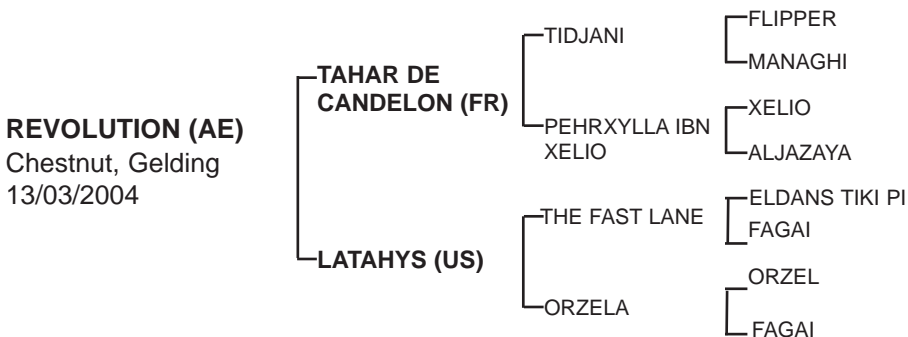 REVOLUTION (AE)
Chestnut, Gelding
13/03/2004
TAHAR DE
CANDELON (FR)
LATAHYS (US)
TIDJANI
PEHRXYLLA IBN
XELIO
THE FAST LANE
ORZELA
FLIPPER
MANAGHI
XELIO
ALJAZAYA
ELDANS TIKI PI
FAGAI
ORZEL
FAGAI